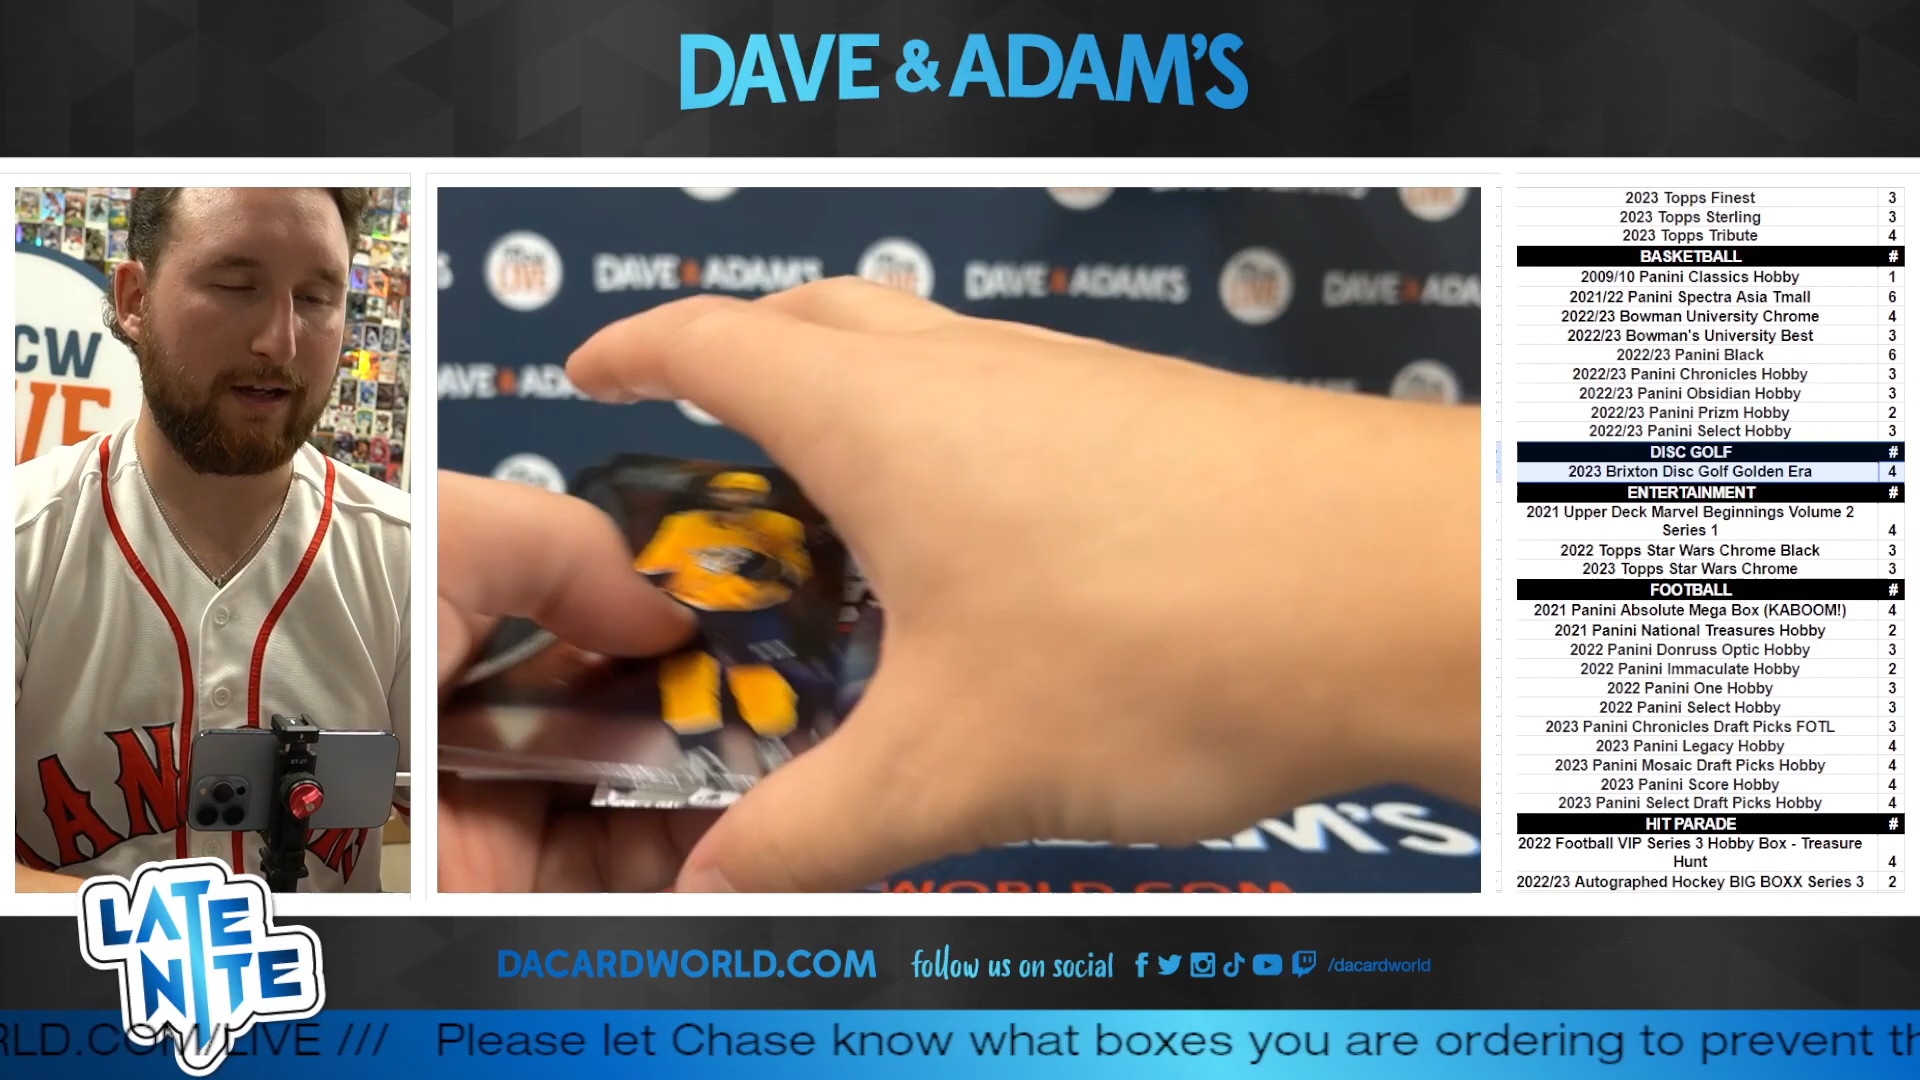 DAVE & ADAM'S
CW
DAVE & ADAM'S
DAVE & ADAM'S
DAVE & ADA
2023 Topps Finest 3
2023 Topps Sterling 3
2023 Topps Tribute 4
BASKETBALL #
2009/10 Panini Classics Hobby 1
2021/22 Panini Spectra Asia Tmall 6
2022/23 Bowman University Chrome 4
2022/23 Bowman's University Best 3
2022/23 Panini Black 6
2022/23 Panini Chronicles Hobby 3
2022/23 Panini Obsidian Hobby 3
2022/23 Panini Prizm Hobby 2
2022/23 Panini Select Hobby 3
DISC GOLF #
2023 Brixton Disc Golf Golden Era 4
ENTERTAINMENT #
2021 Upper Deck Marvel Beginnings Volume 2
Series 1 4
2022 Topps Star Wars Chrome Black 3
2023 Topps Star Wars Chrome 3
FOOTBALL #
2021 Panini Absolute Mega Box (KABOOM!) 4
2021 Panini National Treasures Hobby 2
2022 Panini Donruss Optic Hobby 3
2022 Panini Immaculate Hobby 2
2022 Panini One Hobby 3
2022 Panini Select Hobby 3
2023 Panini Chronicles Draft Picks FOTL 3
2023 Panini Legacy Hobby 4
2023 Panini Mosaic Draft Picks Hobby 4
2023 Panini Score Hobby 4
2023 Panini Select Draft Picks Hobby 4
HIT PARADE #
2022 Football VIP Series 3 Hobby Box - Treasure
Hunt 4
2022/23 Autographed Hockey BIG BOXX Series 3 2
WORLD.COM
LATE
NITE
DACARDWORLD.COM follow us on social /dacardworld
RLD.COM/LIVE /// Please let Chase know what boxes you are ordering to prevent th